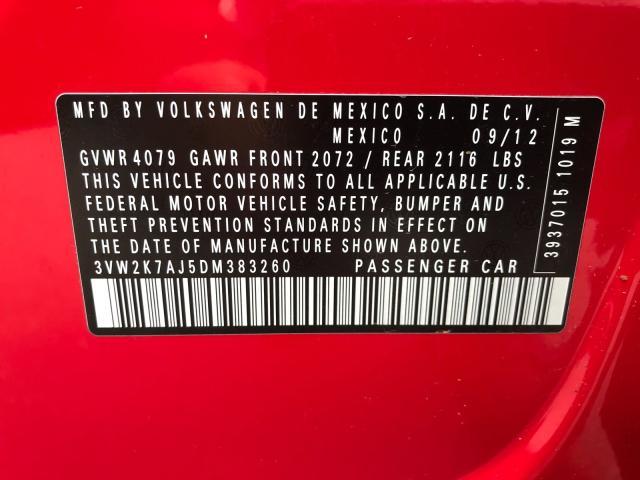 MFD BY VOLKSWAGEN DE MEXICO S.A. DE C.V.
MEXICO 09/12
GVWR 4079 GAWR FRONT 2072 / REAR 2116 LBS
THIS VEHICLE CONFORMS TO ALL APPLICABLE U.S.
FEDERAL MOTOR VEHICLE SAFETY, BUMPER AND
THEFT PREVENTION STANDARDS IN EFFECT ON
THE DATE OF MANUFACTURE SHOWN ABOVE.
3VW2K7AJ5DM383260 PASSENGER CAR
3937015 1019 M